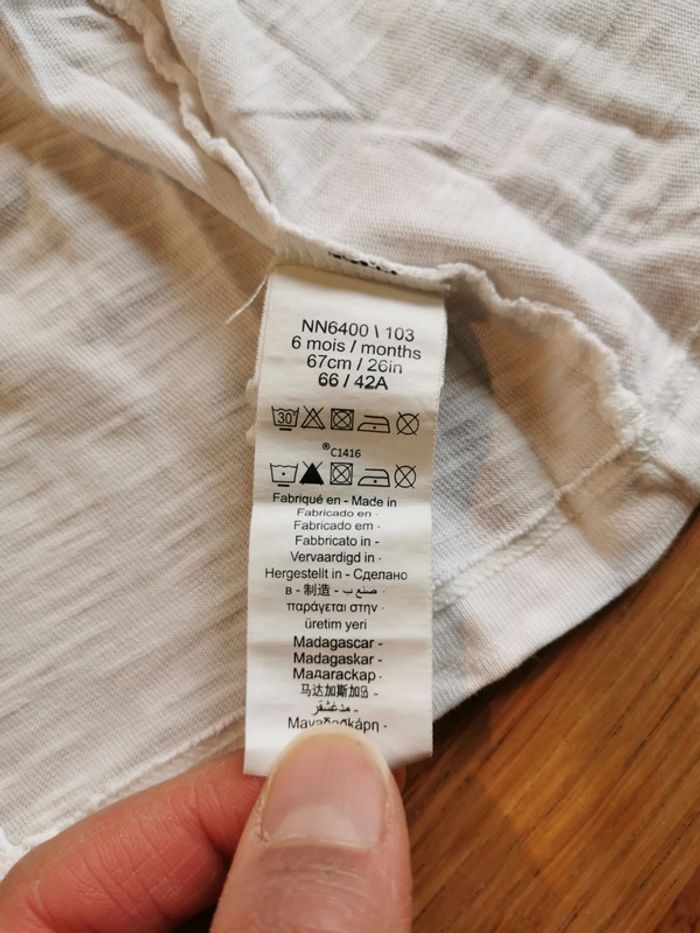 NN6400 \ 103
6 mois / months
67cm / 26in
66 / 42A
30
®C1416
Fabriqué en - Made in
Fabricado en -
Fabricado em -
Fabbricato in -
Vervaardigd in -
Hergestellt in - Сделано
в - 制造 - صنع ب -
παράγεται στην -
üretim yeri
Madagascar -
Madagaskar -
Мадагаскар -
马达加斯加 -
مدغشقر -